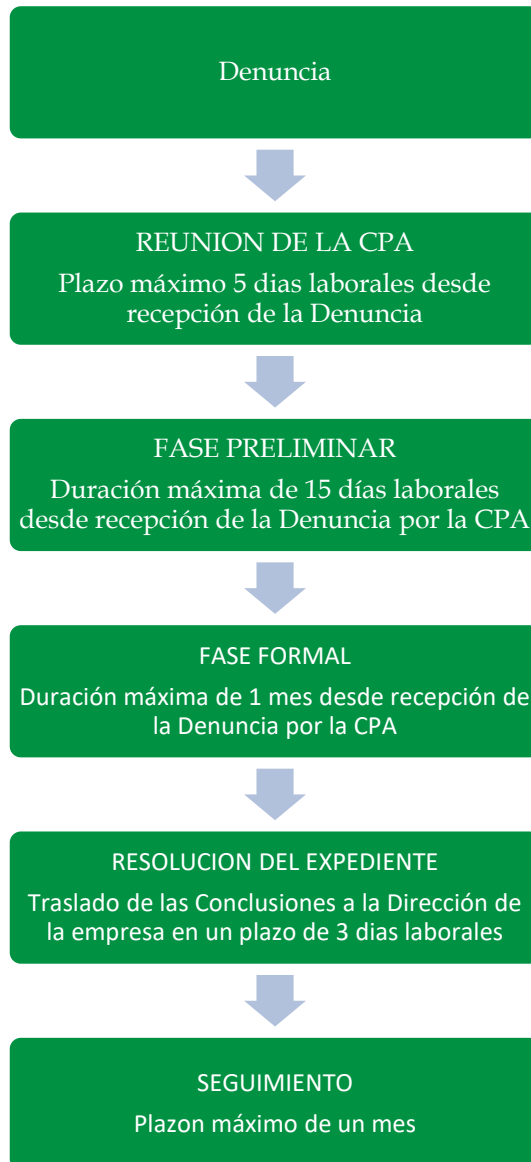 Denuncia
REUNION DE LA CPA
Plazo máximo 5 dias laborales desde
recepción de la Denuncia
FASE PRELIMINAR
Duración máxima de 15 días laborales
desde recepción de la Denuncia por la CPA
FASE FORMAL
Duración máxima de 1 mes desde recepción de
la Denuncia por la CPA
RESOLUCION DEL EXPEDIENTE
Traslado de las Conclusiones a la Dirección de
la empresa en un plazo de 3 dias laborales
SEGUIMIENTO
Plazon máximo de un mes